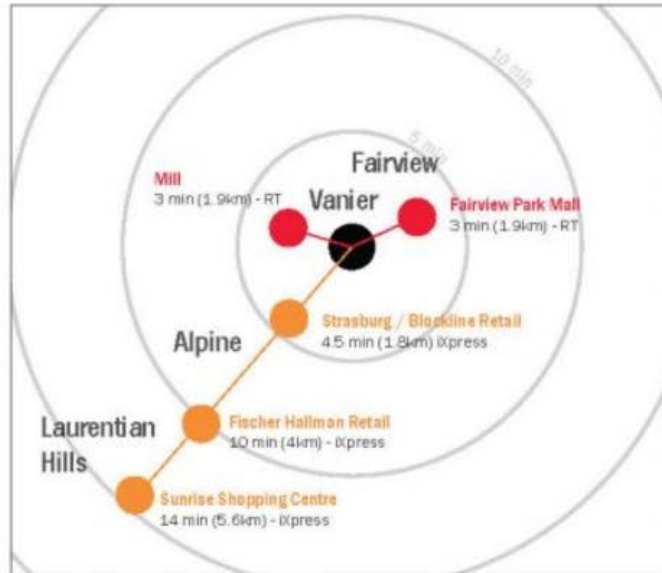 10 min
5 min
Fairview
Mill
3 min (1.9km) - RT
Vanier
Fairview Park Mall
3 min (1.9km) - RT
Strasburg / Blockline Retail
4.5 min (1.8km) iXpress
Alpine
Fischer Hallman Retail
10 min (4km) - iXpress
Laurentian
Hills
Sunrise Shopping Centre
14 min (5.6km) - iXpress